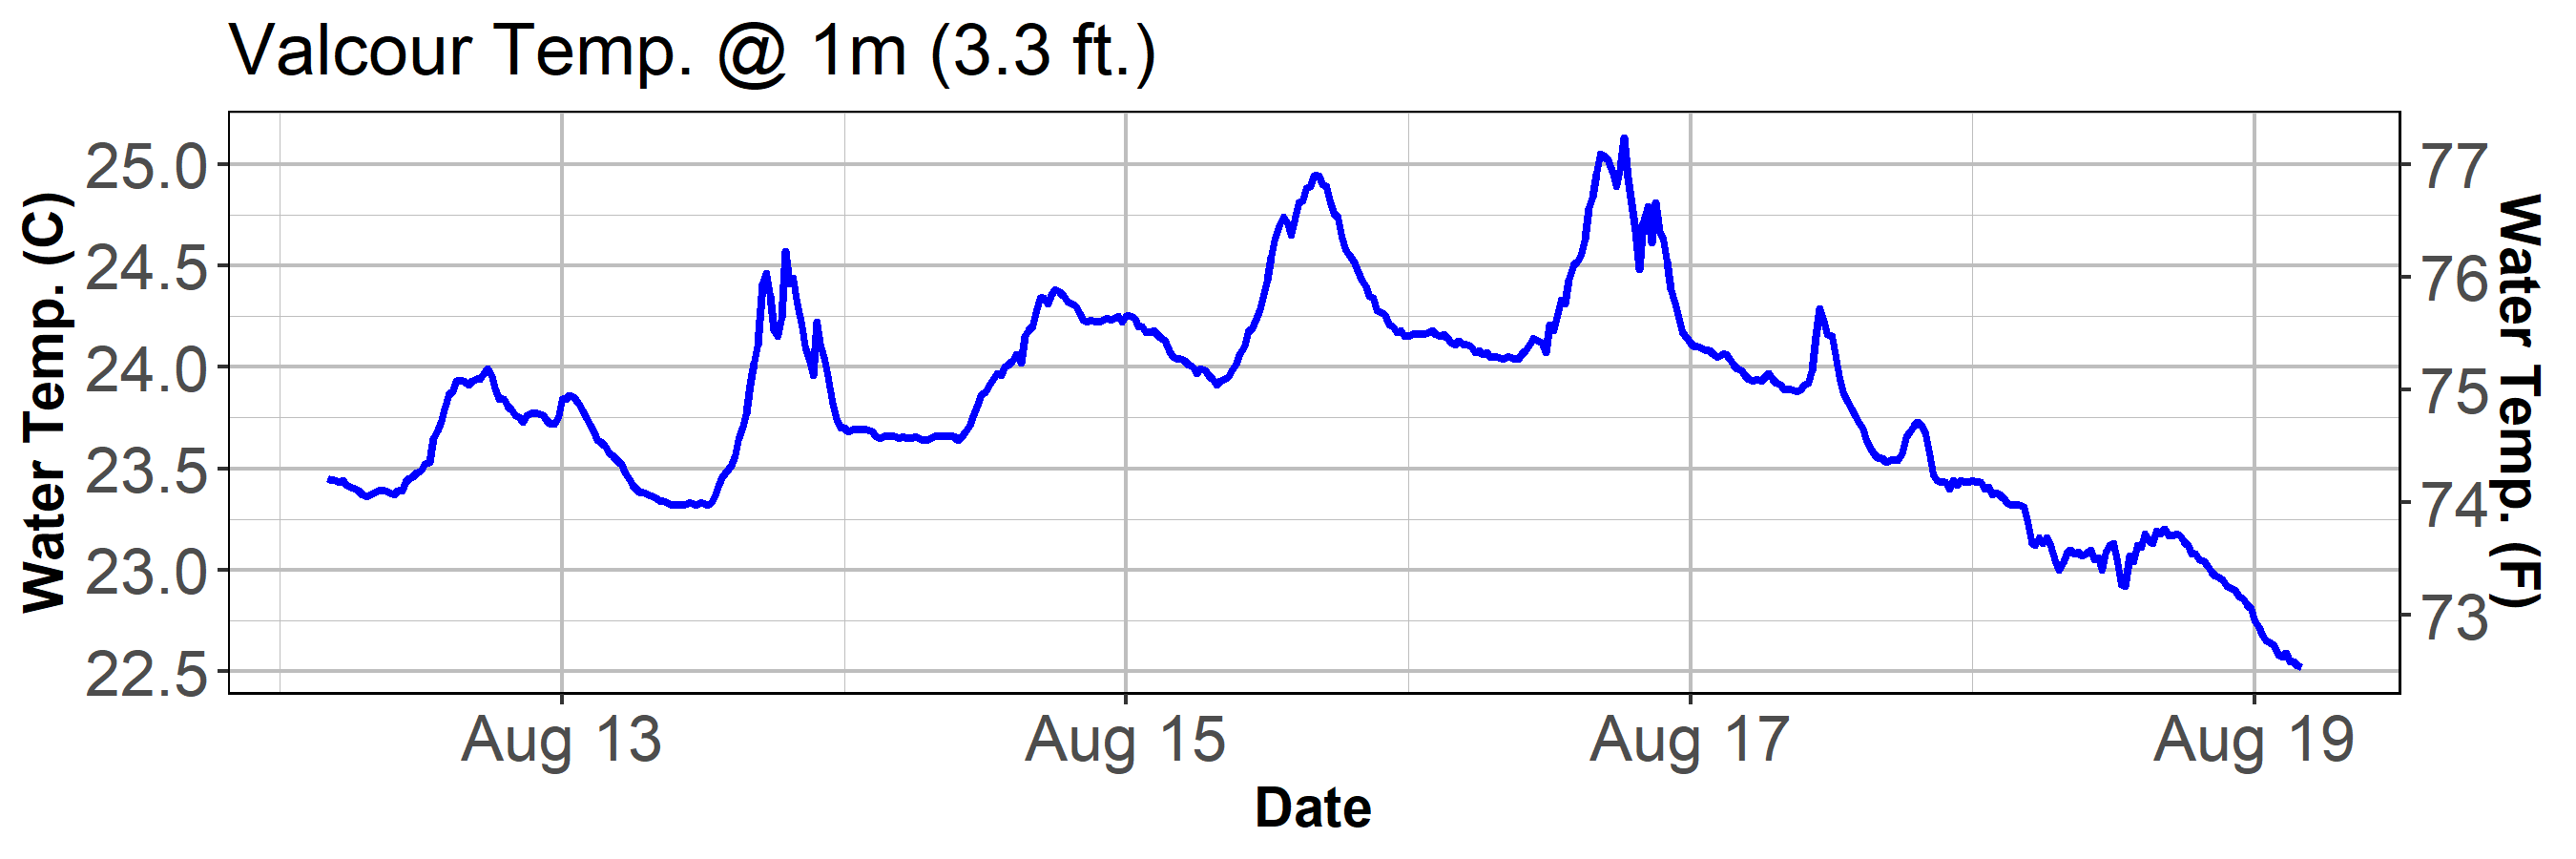 Valcour Temp. @ 1m (3.3 ft.)
Water Temp. (C)
25.0
24.5
24.0
23.5
23.0
22.5
77
76
75
74
73
Water Temp. (F)
Aug 13 Aug 15 Aug 17 Aug 19
Date